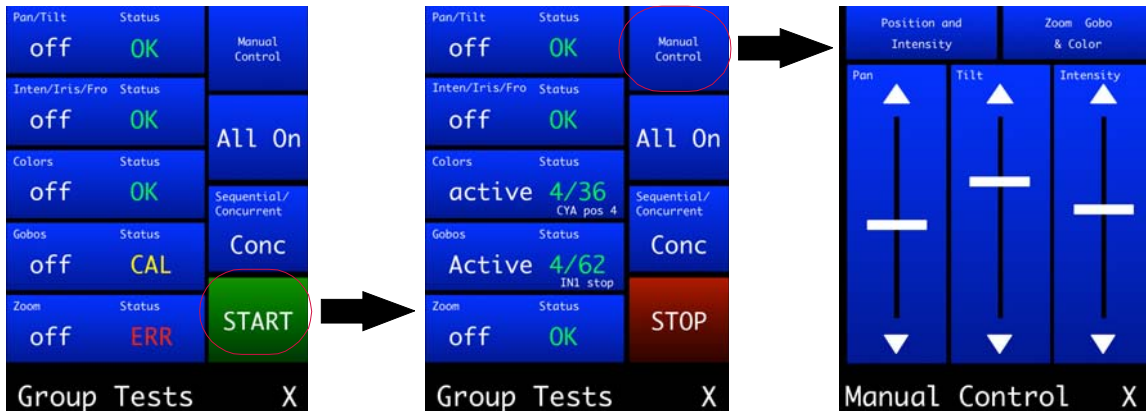 Pan/Tilt Status
off OK
Manual
Control
Inten/Iris/Fro Status
off OK
All On
Colors Status
off OK
Sequential/
Concurrent
Conc
Gobos Status
off CAL
Zoom Status
off ERR
START
Group Tests X
Pan/Tilt Status
off OK
Manual
Control
Inten/Iris/Fro Status
off OK
All On
Colors Status
active 4/36
CYA pos 4
Sequential/
Concurrent
Conc
Gobos Status
Active 4/62
IN1 stop
Zoom Status
off OK
STOP
Group Tests X
Position and
Intensity
Zoom Gobo
& Color
Pan Tilt Intensity
Manual Control X